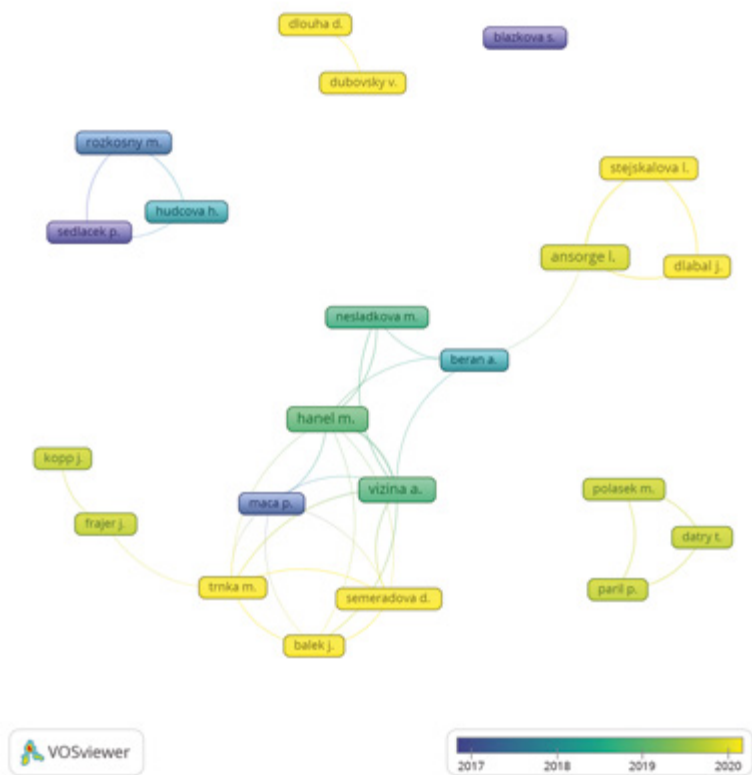 dlouha d.
blazkova s.
dubovsky v.
rozkosny m.
stejskalova l.
hudcova h.
sedlacek p.
ansorge l.
dlabal j.
nesladkova m.
beran a.
hanel m.
kopp j.
vizina a.
polasek m.
maca p.
frajer j.
datry t.
trnka m.
paril p.
semeradova d.
balek j.
VOSviewer
2017 2018 2019 2020